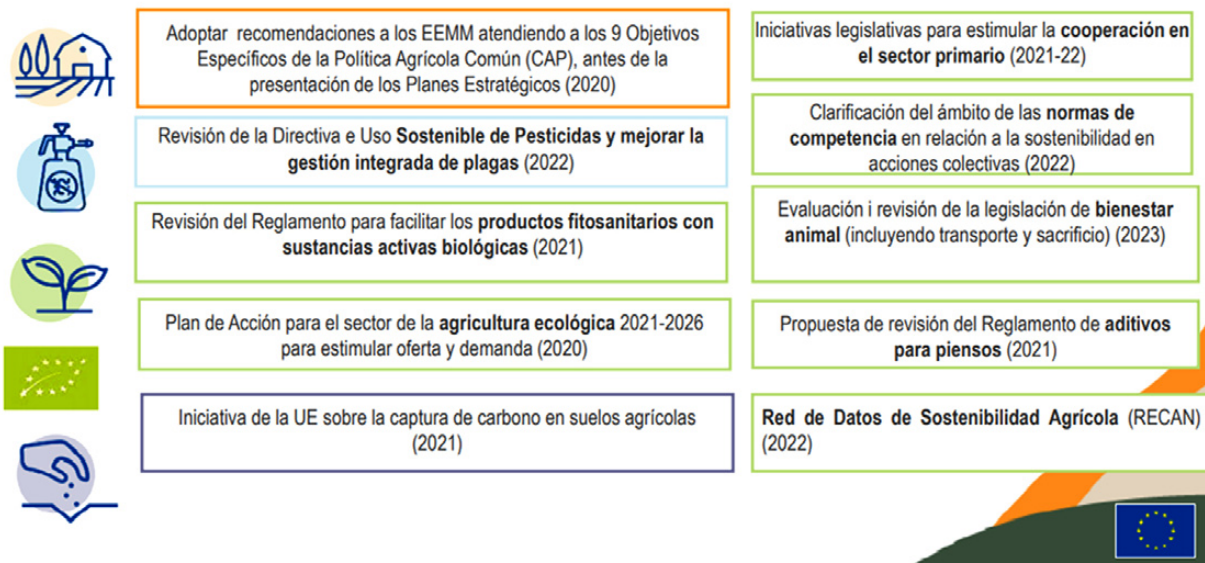 Adoptar recomendaciones a los EEMM atendiendo a los 9 Objetivos
Específicos de la Política Agrícola Común (CAP), antes de la
presentación de los Planes Estratégicos (2020)
Revisión de la Directiva e Uso Sostenible de Pesticidas y mejorar la
gestión integrada de plagas (2022)
Revisión del Reglamento para facilitar los productos fitosanitarios con
sustancias activas biológicas (2021)
Plan de Acción para el sector de la agricultura ecológica 2021-2026
para estimular oferta y demanda (2020)
Iniciativa de la UE sobre la captura de carbono en suelos agrícolas
(2021)
Iniciativas legislativas para estimular la cooperación en
el sector primario (2021-22)
Clarificación del ámbito de las normas de
competencia en relación a la sostenibilidad en
acciones colectivas (2022)
Evaluación i revisión de la legislación de bienestar
animal (incluyendo transporte y sacrificio) (2023)
Propuesta de revisión del Reglamento de aditivos
para piensos (2021)
Red de Datos de Sostenibilidad Agrícola (RECAN)
(2022)